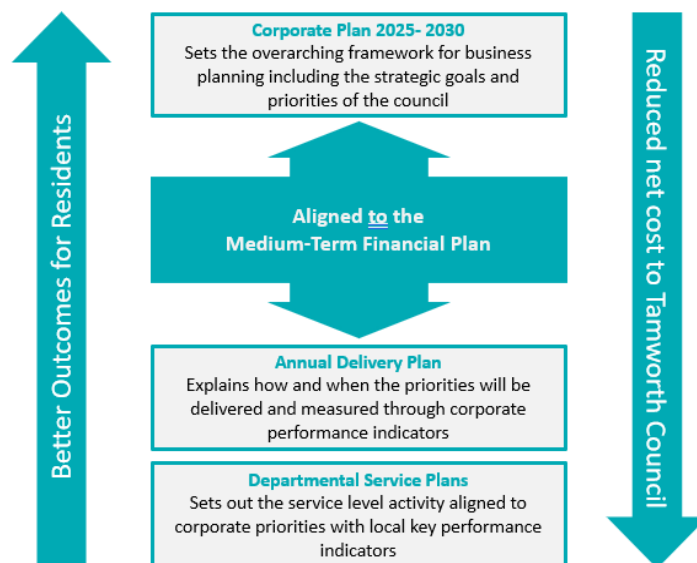 Corporate Plan 2025- 2030
Sets the overarching framework for business
planning including the strategic goals and
priorities of the council
Better Outcomes for Residents
Reduced net cost to Tamworth Council
Aligned to the
Medium-Term Financial Plan
Annual Delivery Plan
Explains how and when the priorities will be
delivered and measured through corporate
performance indicators
Departmental Service Plans
Sets out the service level activity aligned to
corporate priorities with local key performance
indicators